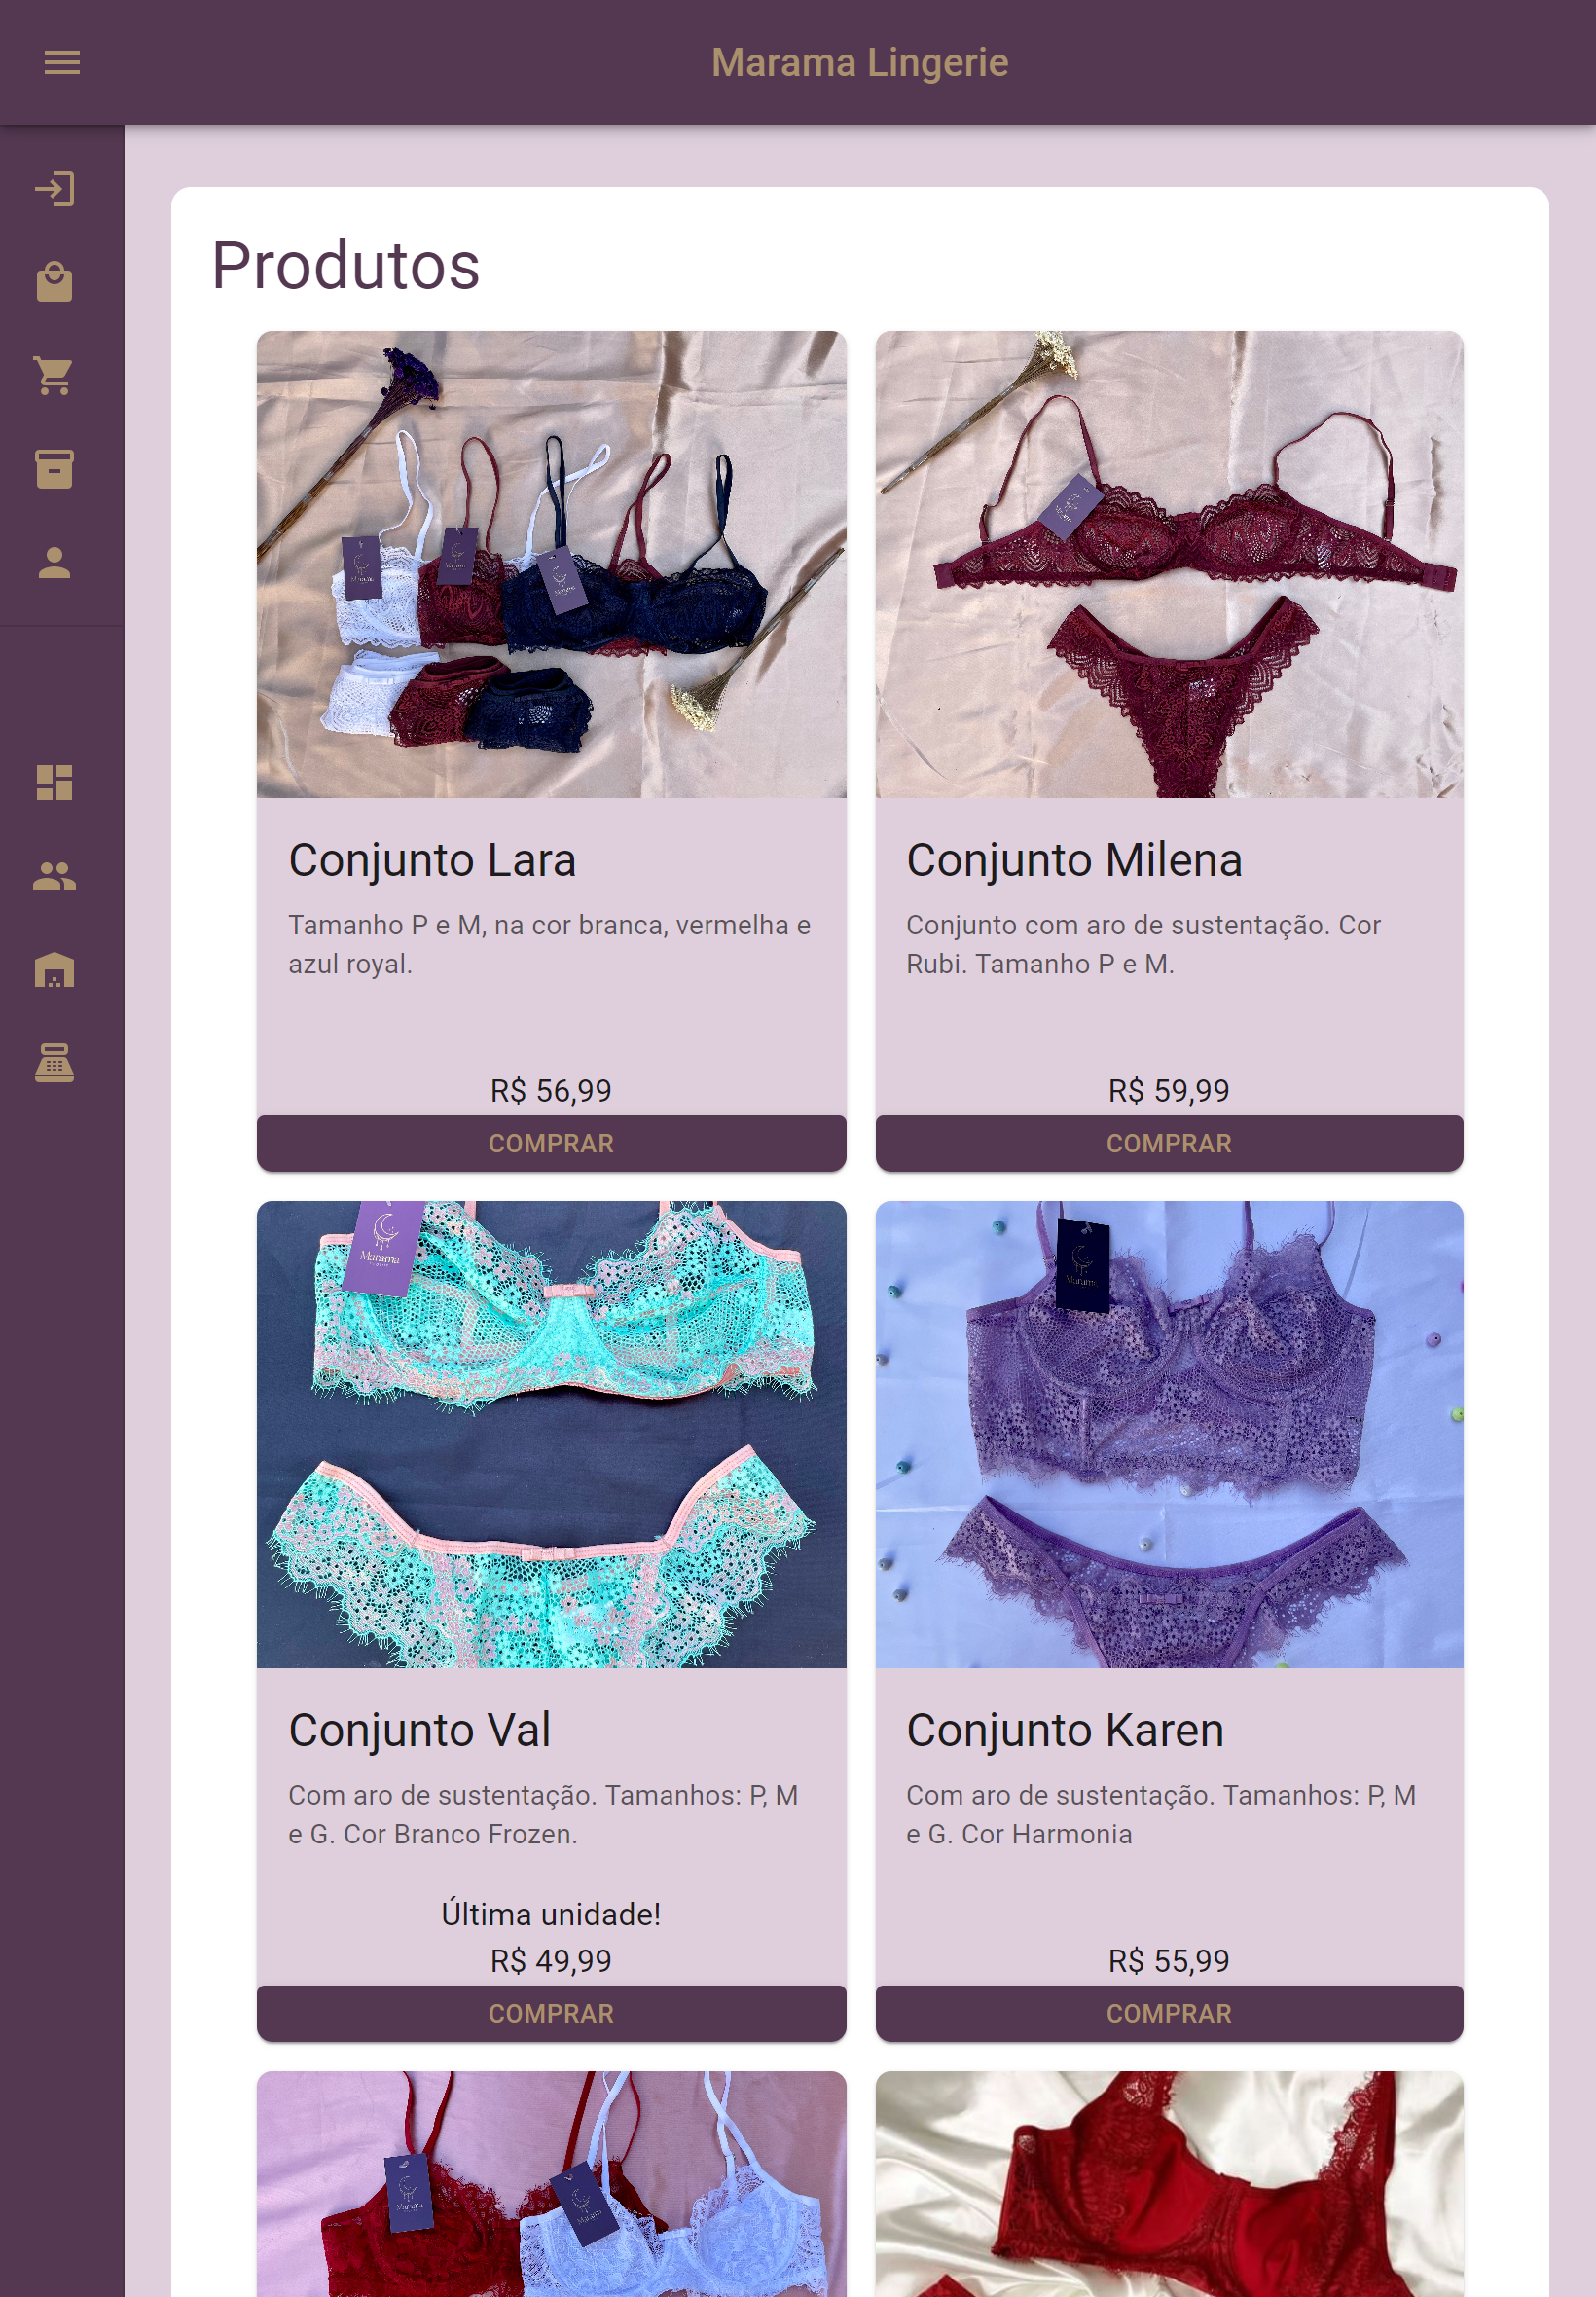 Marama Lingerie
Produtos
Conjunto Lara
Tamanho P e M, na cor branca, vermelha e
azul royal.
R$ 56,99
COMPRAR
Conjunto Milena
Conjunto com aro de sustentação. Cor
Rubi. Tamanho P e M.
R$ 59,99
COMPRAR
Marama
Conjunto Val
Com aro de sustentação. Tamanhos: P, M
e G. Cor Branco Frozen.
Última unidade!
R$ 49,99
COMPRAR
Marama
Conjunto Karen
Com aro de sustentação. Tamanhos: P, M
e G. Cor Harmonia
R$ 55,99
COMPRAR